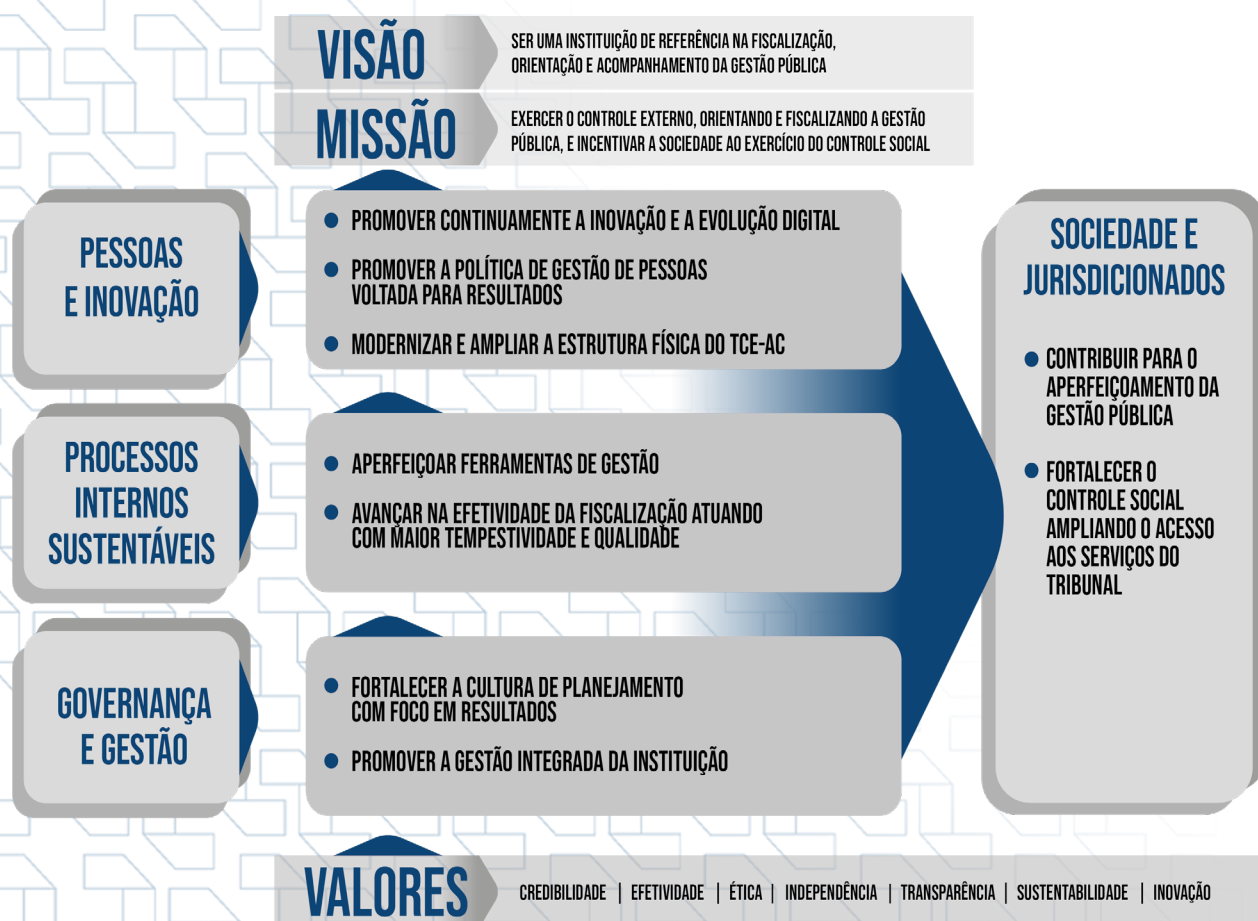 VISÃO
SER UMA INSTITUIÇÃO DE REFERÊNCIA NA FISCALIZAÇÃO,
ORIENTAÇÃO E ACOMPANHAMENTO DA GESTÃO PÚBLICA
MISSÃO
EXERCER O CONTROLE EXTERNO, ORIENTANDO E FISCALIZANDO A GESTÃO
PÚBLICA, E INCENTIVAR A SOCIEDADE AO EXERCÍCIO DO CONTROLE SOCIAL
PESSOAS
E INOVAÇÃO
PROMOVER CONTINUAMENTE A INOVAÇÃO E A EVOLUÇÃO DIGITAL
PROMOVER A POLÍTICA DE GESTÃO DE PESSOAS
VOLTADA PARA RESULTADOS
MODERNIZAR E AMPLIAR A ESTRUTURA FÍSICA DO TCE-AC
PROCESSOS
INTERNOS
SUSTENTÁVEIS
APERFEIÇOAR FERRAMENTAS DE GESTÃO
AVANÇAR NA EFETIVIDADE DA FISCALIZAÇÃO ATUANDO
COM MAIOR TEMPESTIVIDADE E QUALIDADE
GOVERNANÇA
E GESTÃO
FORTALECER A CULTURA DE PLANEJAMENTO
COM FOCO EM RESULTADOS
PROMOVER A GESTÃO INTEGRADA DA INSTITUIÇÃO
SOCIEDADE E
JURISDICIONADOS
CONTRIBUIR PARA O
APERFEIÇOAMENTO DA
GESTÃO PÚBLICA
FORTALECER O
CONTROLE SOCIAL
AMPLIANDO O ACESSO
AOS SERVIÇOS DO
TRIBUNAL
VALORES
CREDIBILIDADE | EFETIVIDADE | ÉTICA | INDEPENDÊNCIA | TRANSPARÊNCIA | SUSTENTABILIDADE | INOVAÇÃO